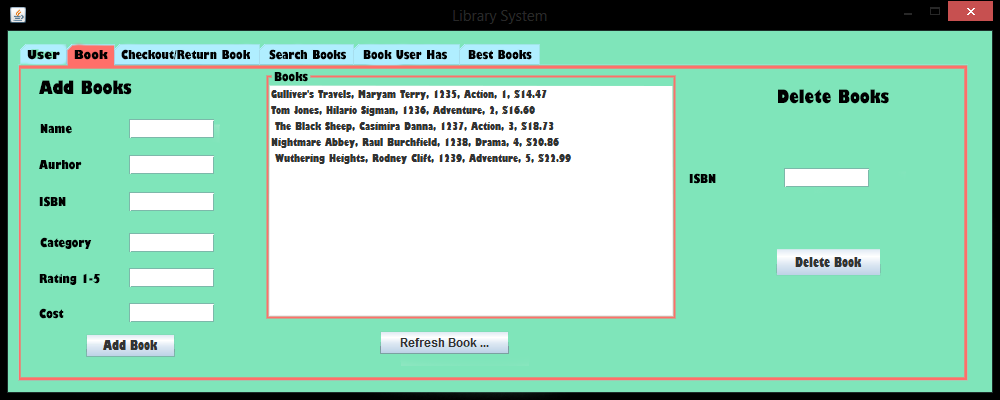 Library System
User Book Checkout/Return Book Search Books Book User Has Best Books
Add Books
Name
Aurhor
ISBN
Category
Rating 1-5
Cost
Add Book
Books
Gulliver's Travels, Maryam Terry, 1235, Action, 1, $14.47
Tom Jones, Hilario Sigman, 1236, Adventure, 2, $16.60
The Black Sheep, Casimira Danna, 1237, Action, 3, $18.73
Nightmare Abbey, Raul Burchfield, 1238, Drama, 4, $20.86
Wuthering Heights, Rodney Clift, 1239, Adventure, 5, $22.99
Refresh Book ...
Delete Books
ISBN
Delete Book